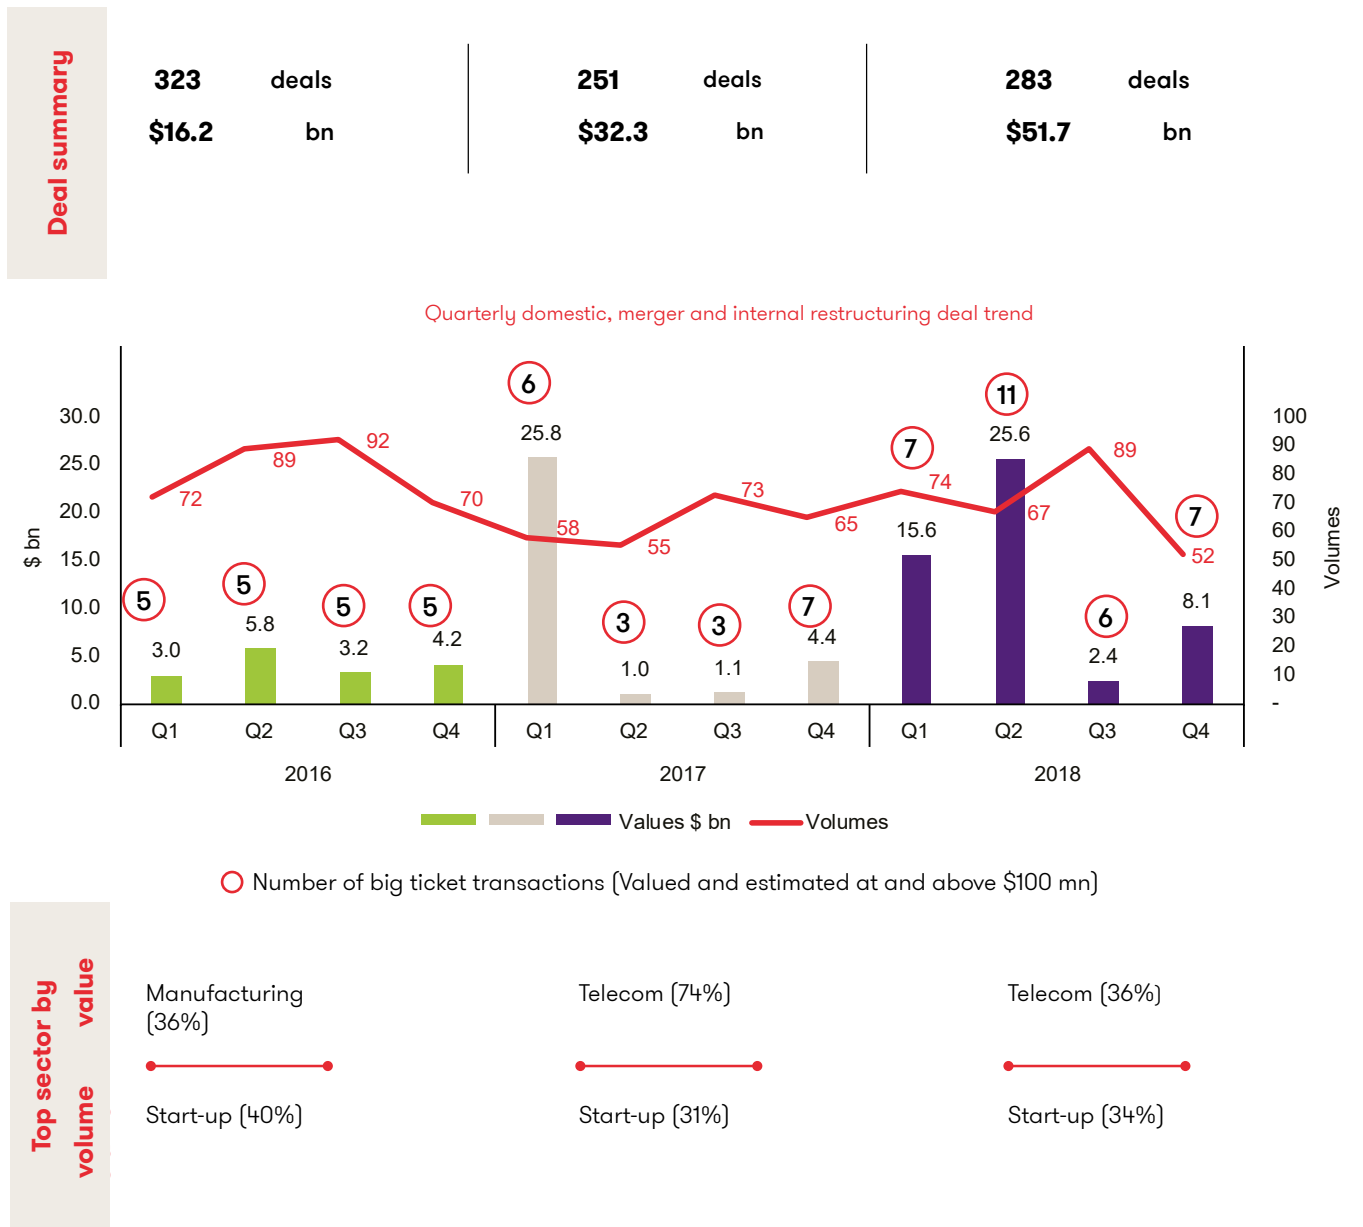 Deal summary
323 deals
$16.2 bn
251 deals
$32.3 bn
283 deals
$51.7 bn
Quarterly domestic, merger and internal restructuring deal trend
$ bn
30.0
25.0
20.0
15.0
10.0
5.0
0.0
72
89
92
70
58
55
73
65
74
67
89
52
5
5
5
5
6
3
3
7
7
11
6
7
3.0
5.8
3.2
4.2
25.8
1.0
1.1
4.4
15.6
25.6
2.4
8.1
100
90
80
70
60
50
40
30
20
10
-
Volumes
Q1 Q2 Q3 Q4 Q1 Q2 Q3 Q4 Q1 Q2 Q3 Q4
2016 2017 2018
Values $ bn Volumes
Number of big ticket transactions (Valued and estimated at and above $100 mn)
Top sector by
volume value
Manufacturing
(36%)
Start-up (40%)
Telecom (74%)
Start-up (31%)
Telecom (36%)
Start-up (34%)